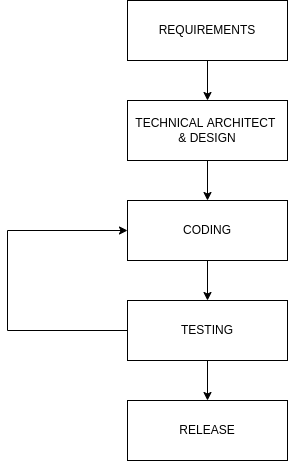 REQUIREMENTS
TECHNICAL ARCHITECT
& DESIGN
CODING
TESTING
RELEASE